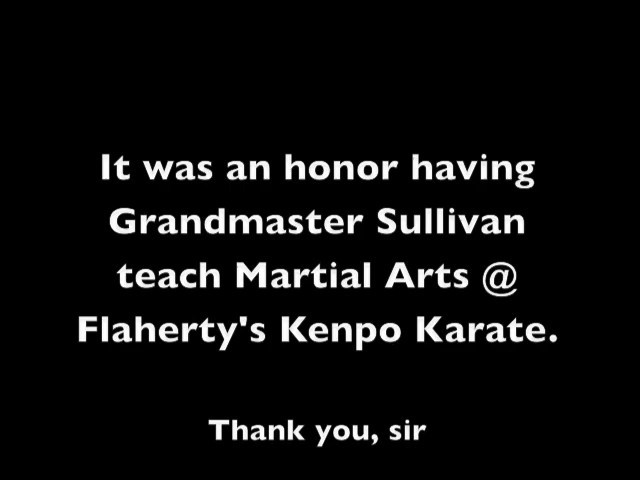 It was an honor having
Grandmaster Sullivan
teach Martial Arts @
Flaherty's Kenpo Karate.
Thank you, sir